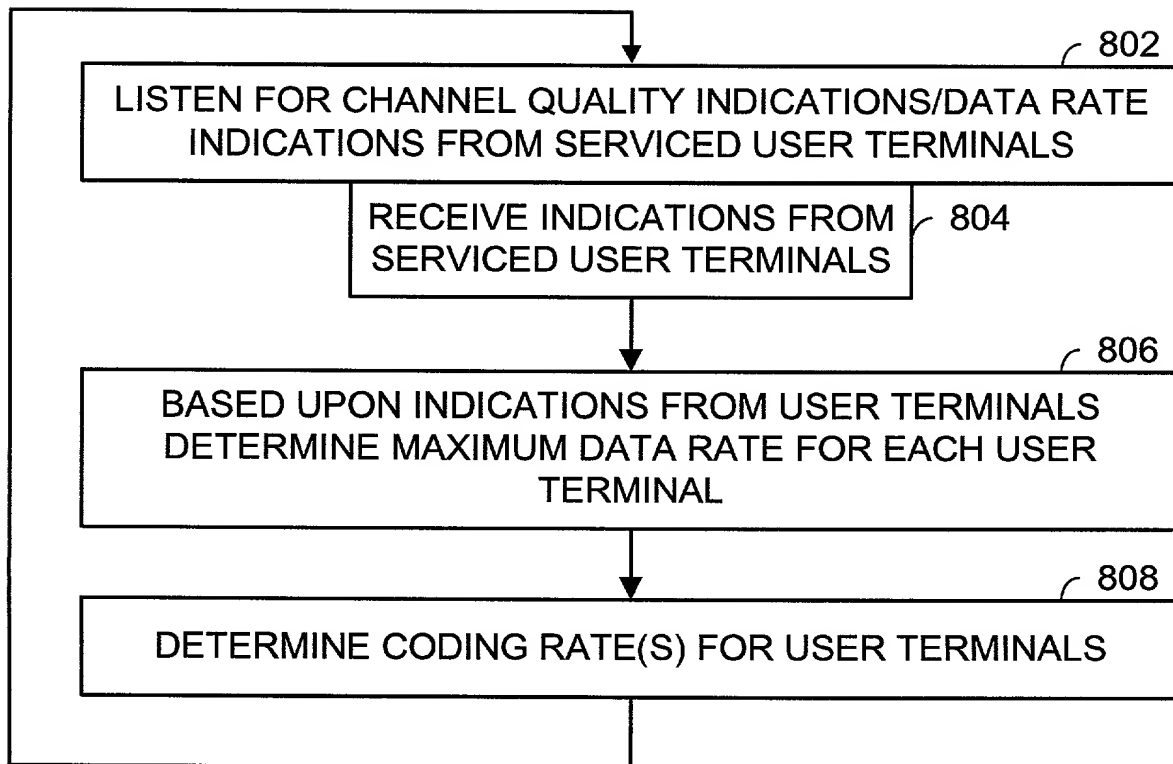 802
LISTEN FOR CHANNEL QUALITY INDICATIONS/DATA RATE
INDICATIONS FROM SERVICED USER TERMINALS
RECEIVE INDICATIONS FROM
SERVICED USER TERMINALS
804
806
BASED UPON INDICATIONS FROM USER TERMINALS
DETERMINE MAXIMUM DATA RATE FOR EACH USER
TERMINAL
808
DETERMINE CODING RATE(S) FOR USER TERMINALS